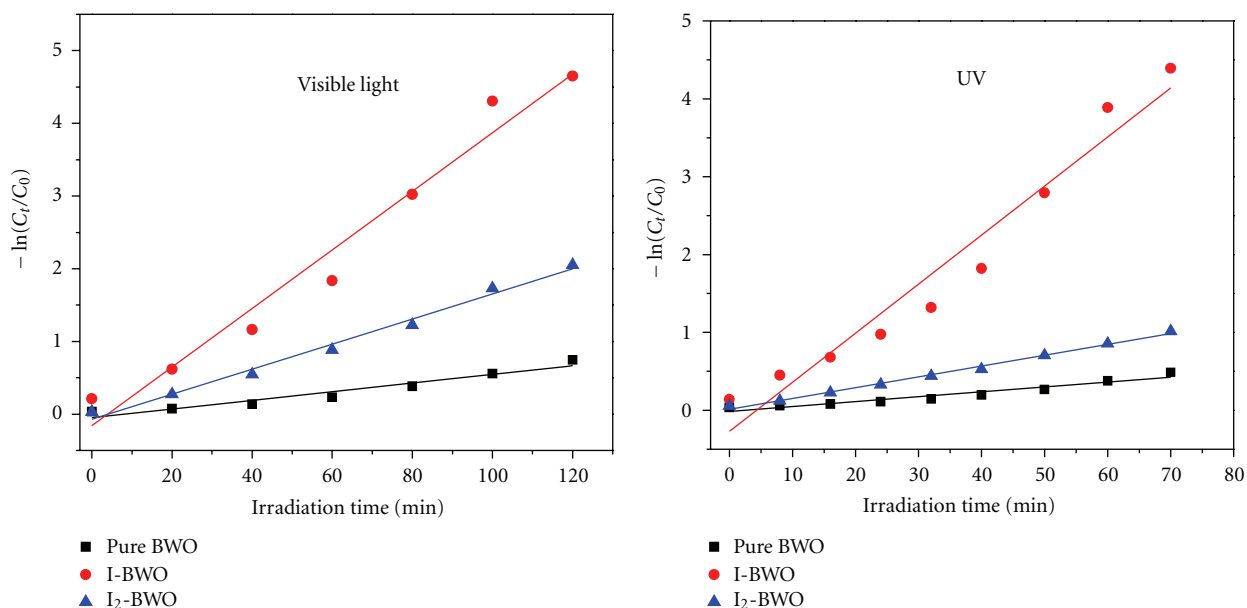 Visible light
5
4
3
2
1
0
− ln(Cₜ/C₀)
0 20 40 60 80 100 120
Irradiation time (min)
Pure BWO
I-BWO
I₂-BWO
UV
5
4
3
2
1
0
− ln(Cₜ/C₀)
0 10 20 30 40 50 60 70 80
Irradiation time (min)
Pure BWO
I-BWO
I₂-BWO